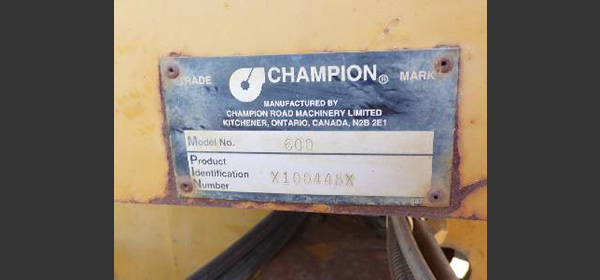 TRADE CHAMPION® MARK
MANUFACTURED BY
CHAMPION ROAD MACHINERY LIMITED
KITCHENER, ONTARIO, CANADA, N2B 2E1
Model No. 600
Product
Identification X100448X
Number